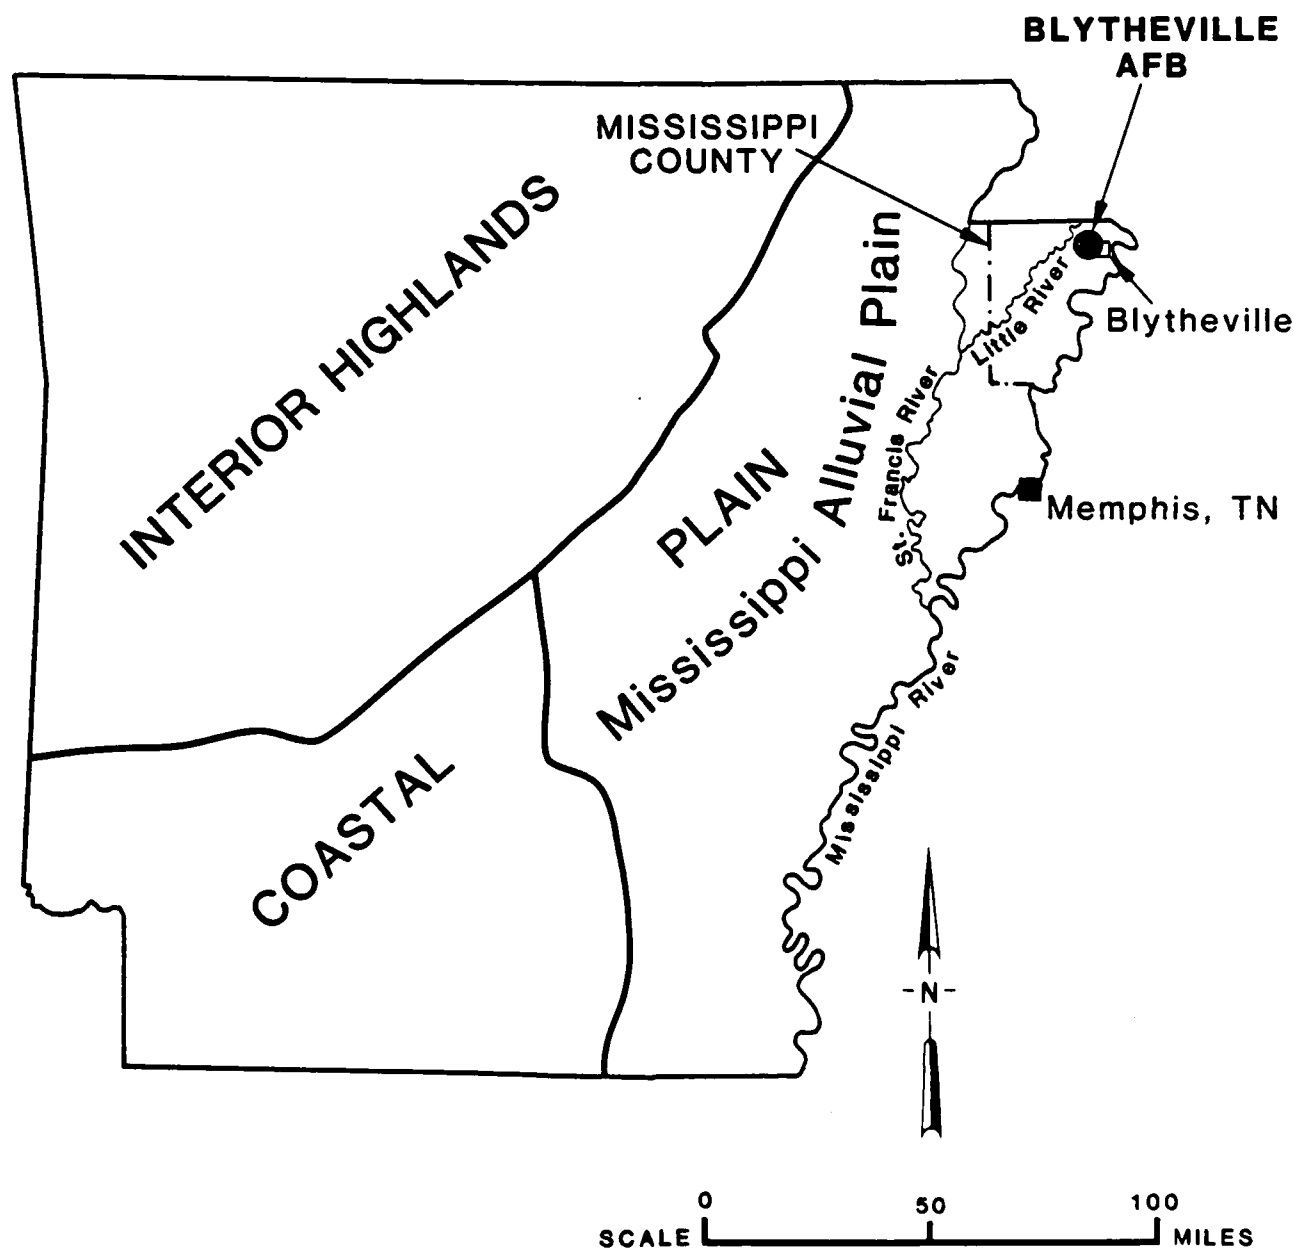 BLYTHEVILLE
AFB
MISSISSIPPI
COUNTY
INTERIOR HIGHLANDS
Mississippi Alluvial Plain
Little River
Blytheville
St. Francis River
COASTAL
PLAIN
Memphis, TN
Mississippi River
-N-
0 50 100
SCALE MILES